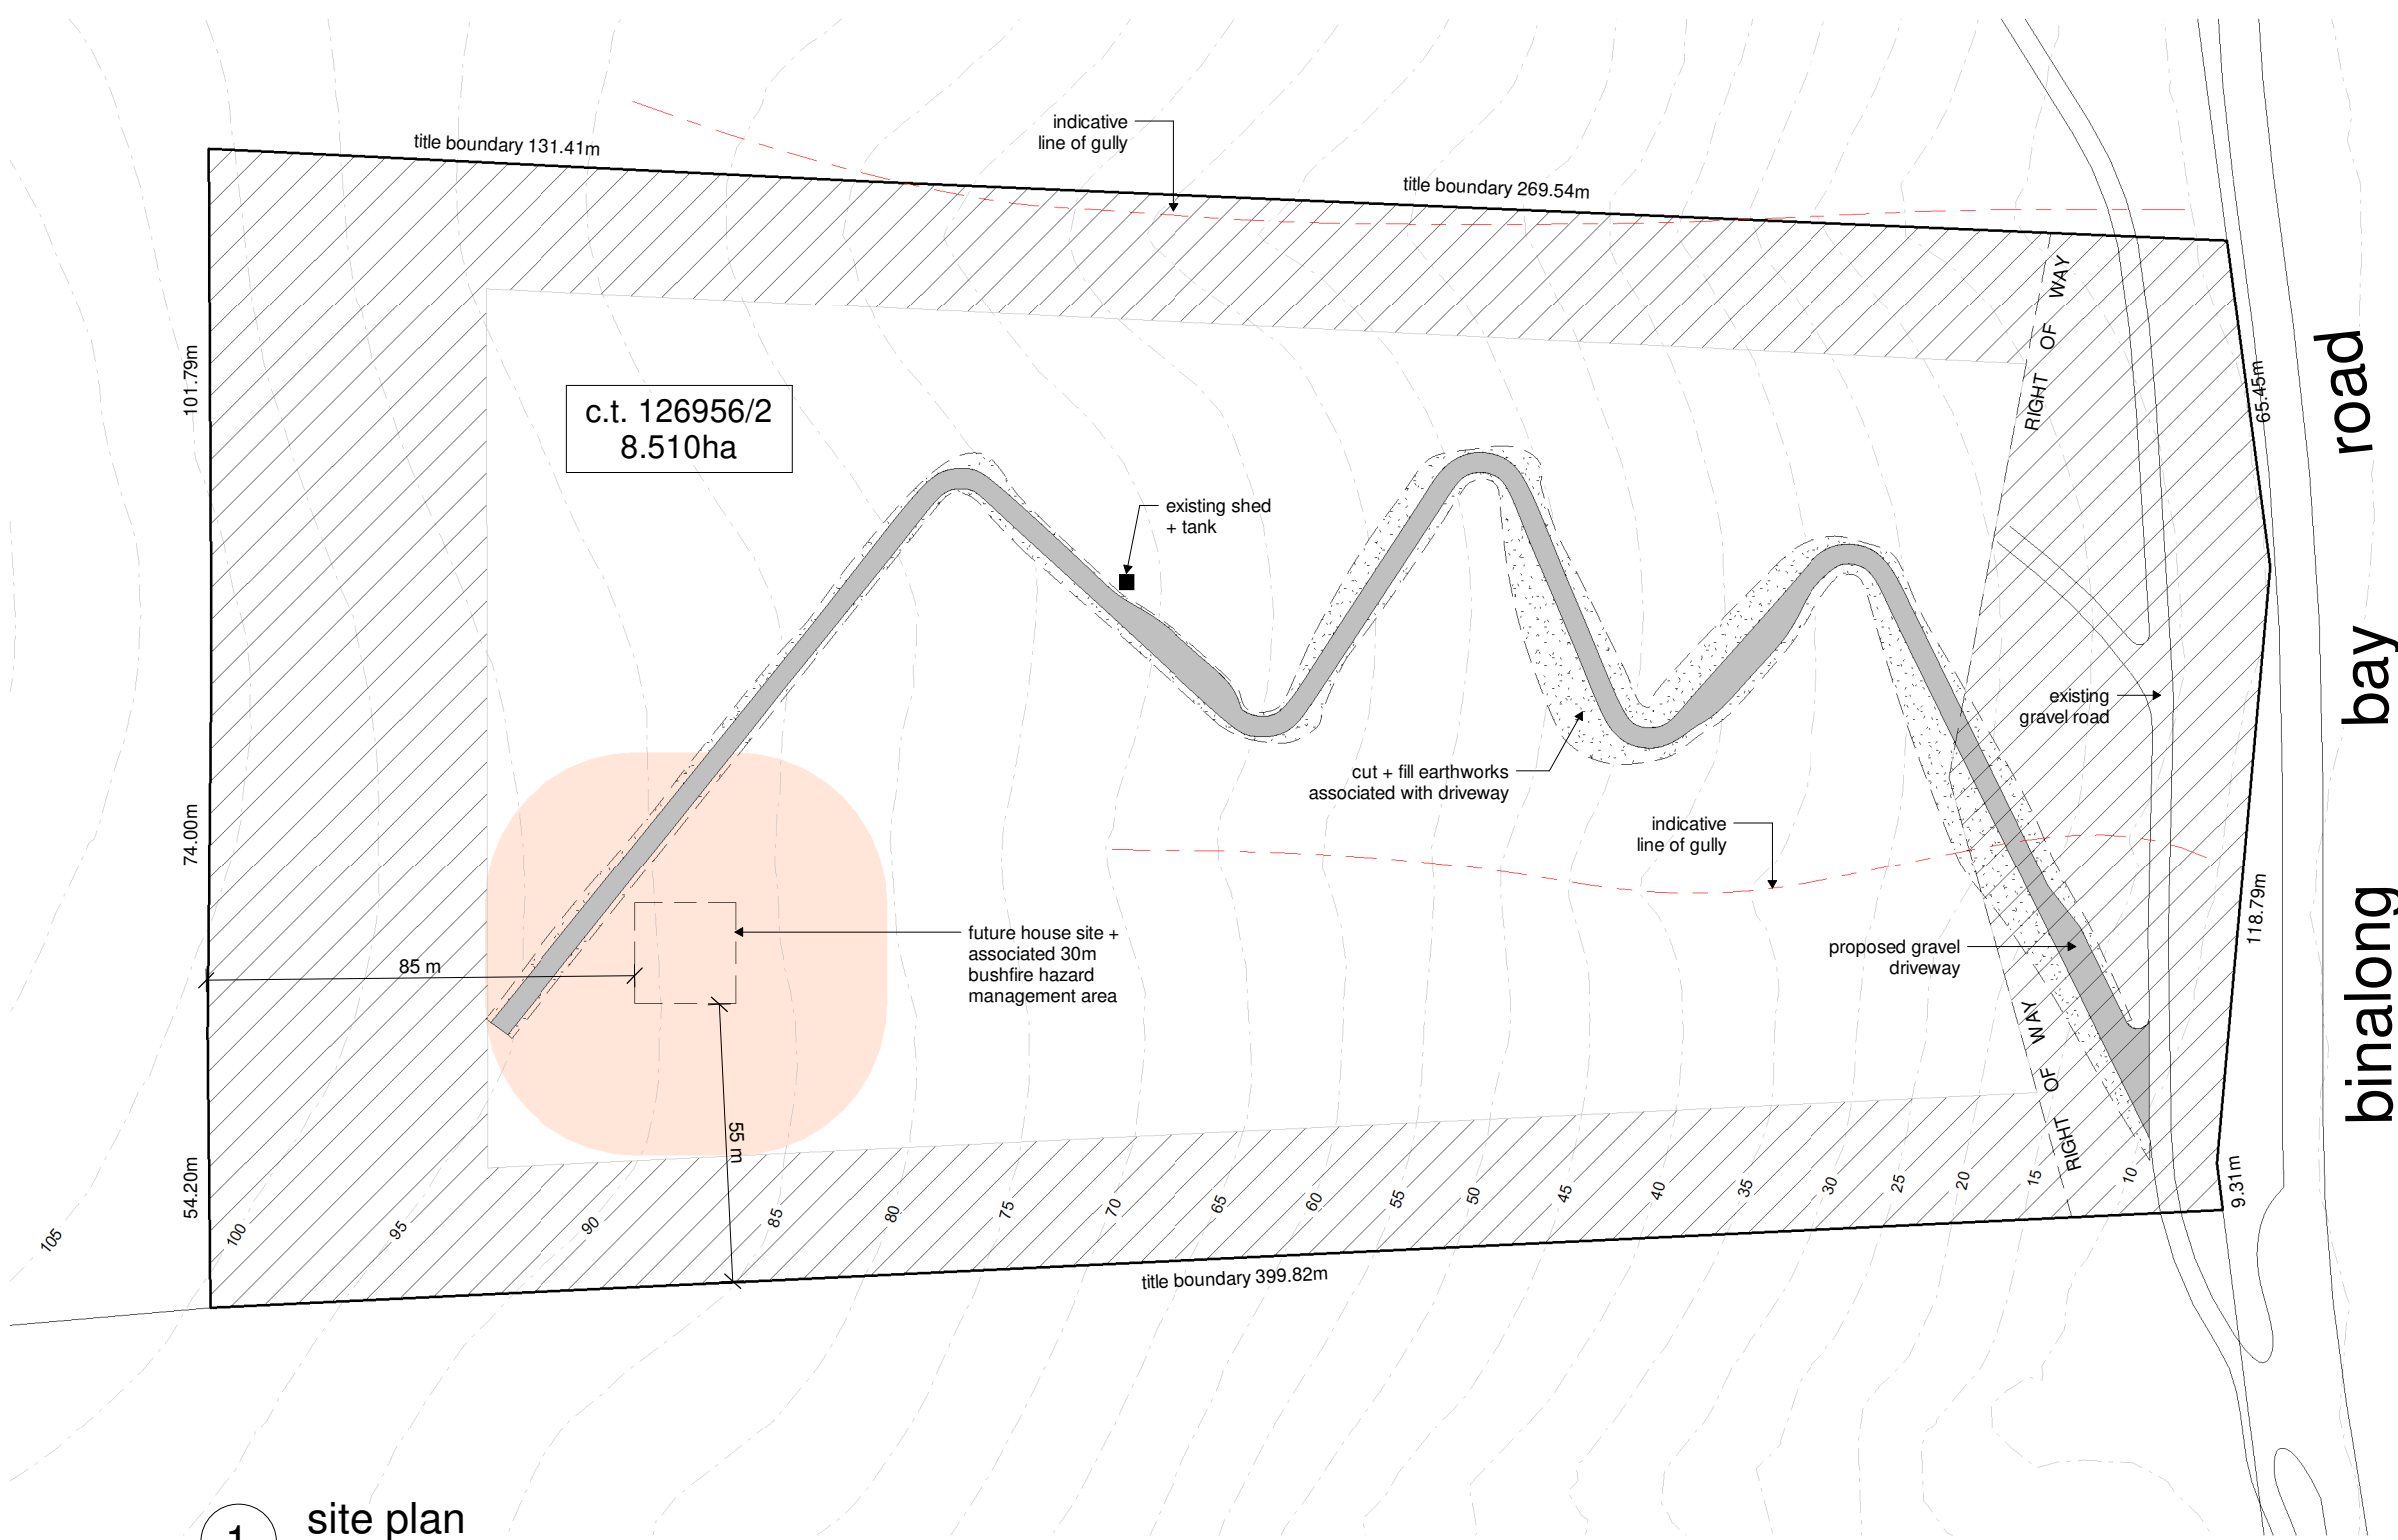 title boundary 131.41m
indicative
line of gully
title boundary 269.54m
101.79m
c.t. 126956/2
8.510ha
RIGHT OF WAY
65.45m
road
existing shed
+ tank
existing
gravel road
bay
cut + fill earthworks
associated with driveway
74.00m
indicative
line of gully
118.79m
future house site +
associated 30m
bushfire hazard
management area
85 m
proposed gravel
driveway
binalong
RIGHT OF WAY
55 m
54.20m
9.31m
105
100
95
90
85
80
75
70
65
60
55
50
45
40
35
30
25
20
15
10
title boundary 399.82m
1
site plan